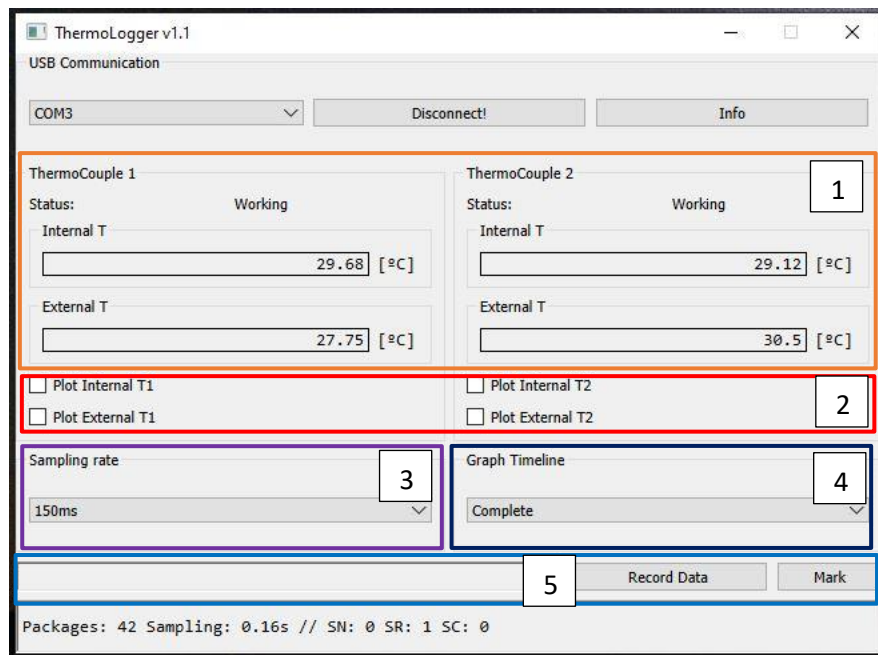 ThermoLogger v1.1
USB Communication
COM3 Disconnect! Info
ThermoCouple 1 ThermoCouple 2 1
Status: Working Status: Working
Internal T Internal T
29.68 [ºC] 29.12 [ºC]
External T External T
27.75 [ºC] 30.5 [ºC]
Plot Internal T1 Plot Internal T2 2
Plot External T1 Plot External T2
Sampling rate 3 Graph Timeline 4
150ms Complete
5 Record Data Mark
Packages: 42 Sampling: 0.16s // SN: 0 SR: 1 SC: 0